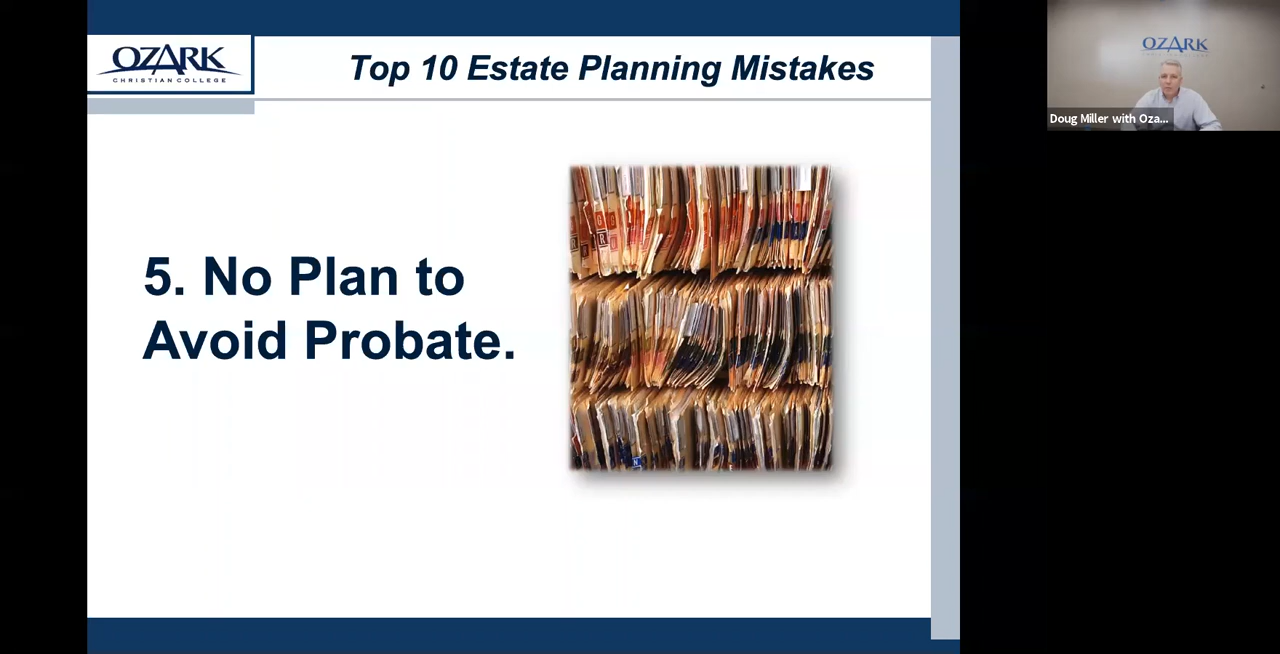 OZARK
CHRISTIAN COLLEGE
Top 10 Estate Planning Mistakes
5. No Plan to
Avoid Probate.
OZARK
Doug Miller with Oza...